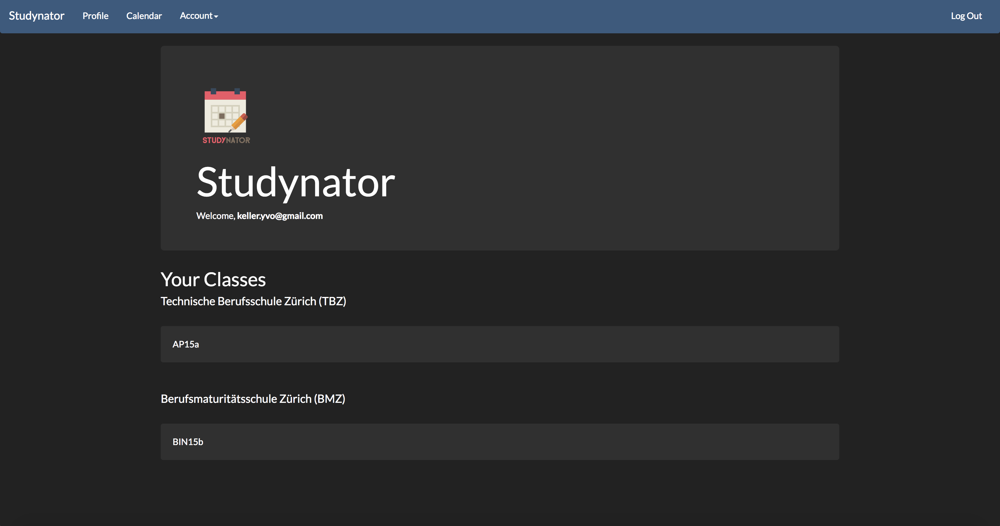 Studynator Profile Calendar Account Log Out
STUDYNATOR
Studynator
Welcome, keller.yvo@gmail.com
Your Classes
Technische Berufsschule Zürich (TBZ)
AP15a
Berufsmaturitätsschule Zürich (BMZ)
BIN15b